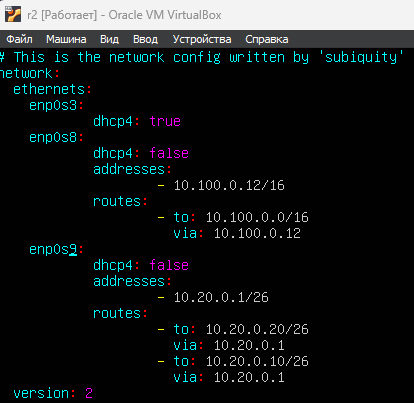 r2 [Работает] - Oracle VM VirtualBox
Файл Машина Вид Ввод Устройства Справка
# This is the network config written by 'subiquity'
network:
  ethernets:
    enp0s3:
            dhcp4: true
    enp0s8:
            dhcp4: false
            addresses:
                    - 10.100.0.12/16
            routes:
                    - to: 10.100.0.0/16
                      via: 10.100.0.12
    enp0s9:
            dhcp4: false
            addresses:
                    - 10.20.0.1/26
            routes:
                    - to: 10.20.0.20/26
                      via: 10.20.0.1
                    - to: 10.20.0.10/26
                      via: 10.20.0.1
  version: 2